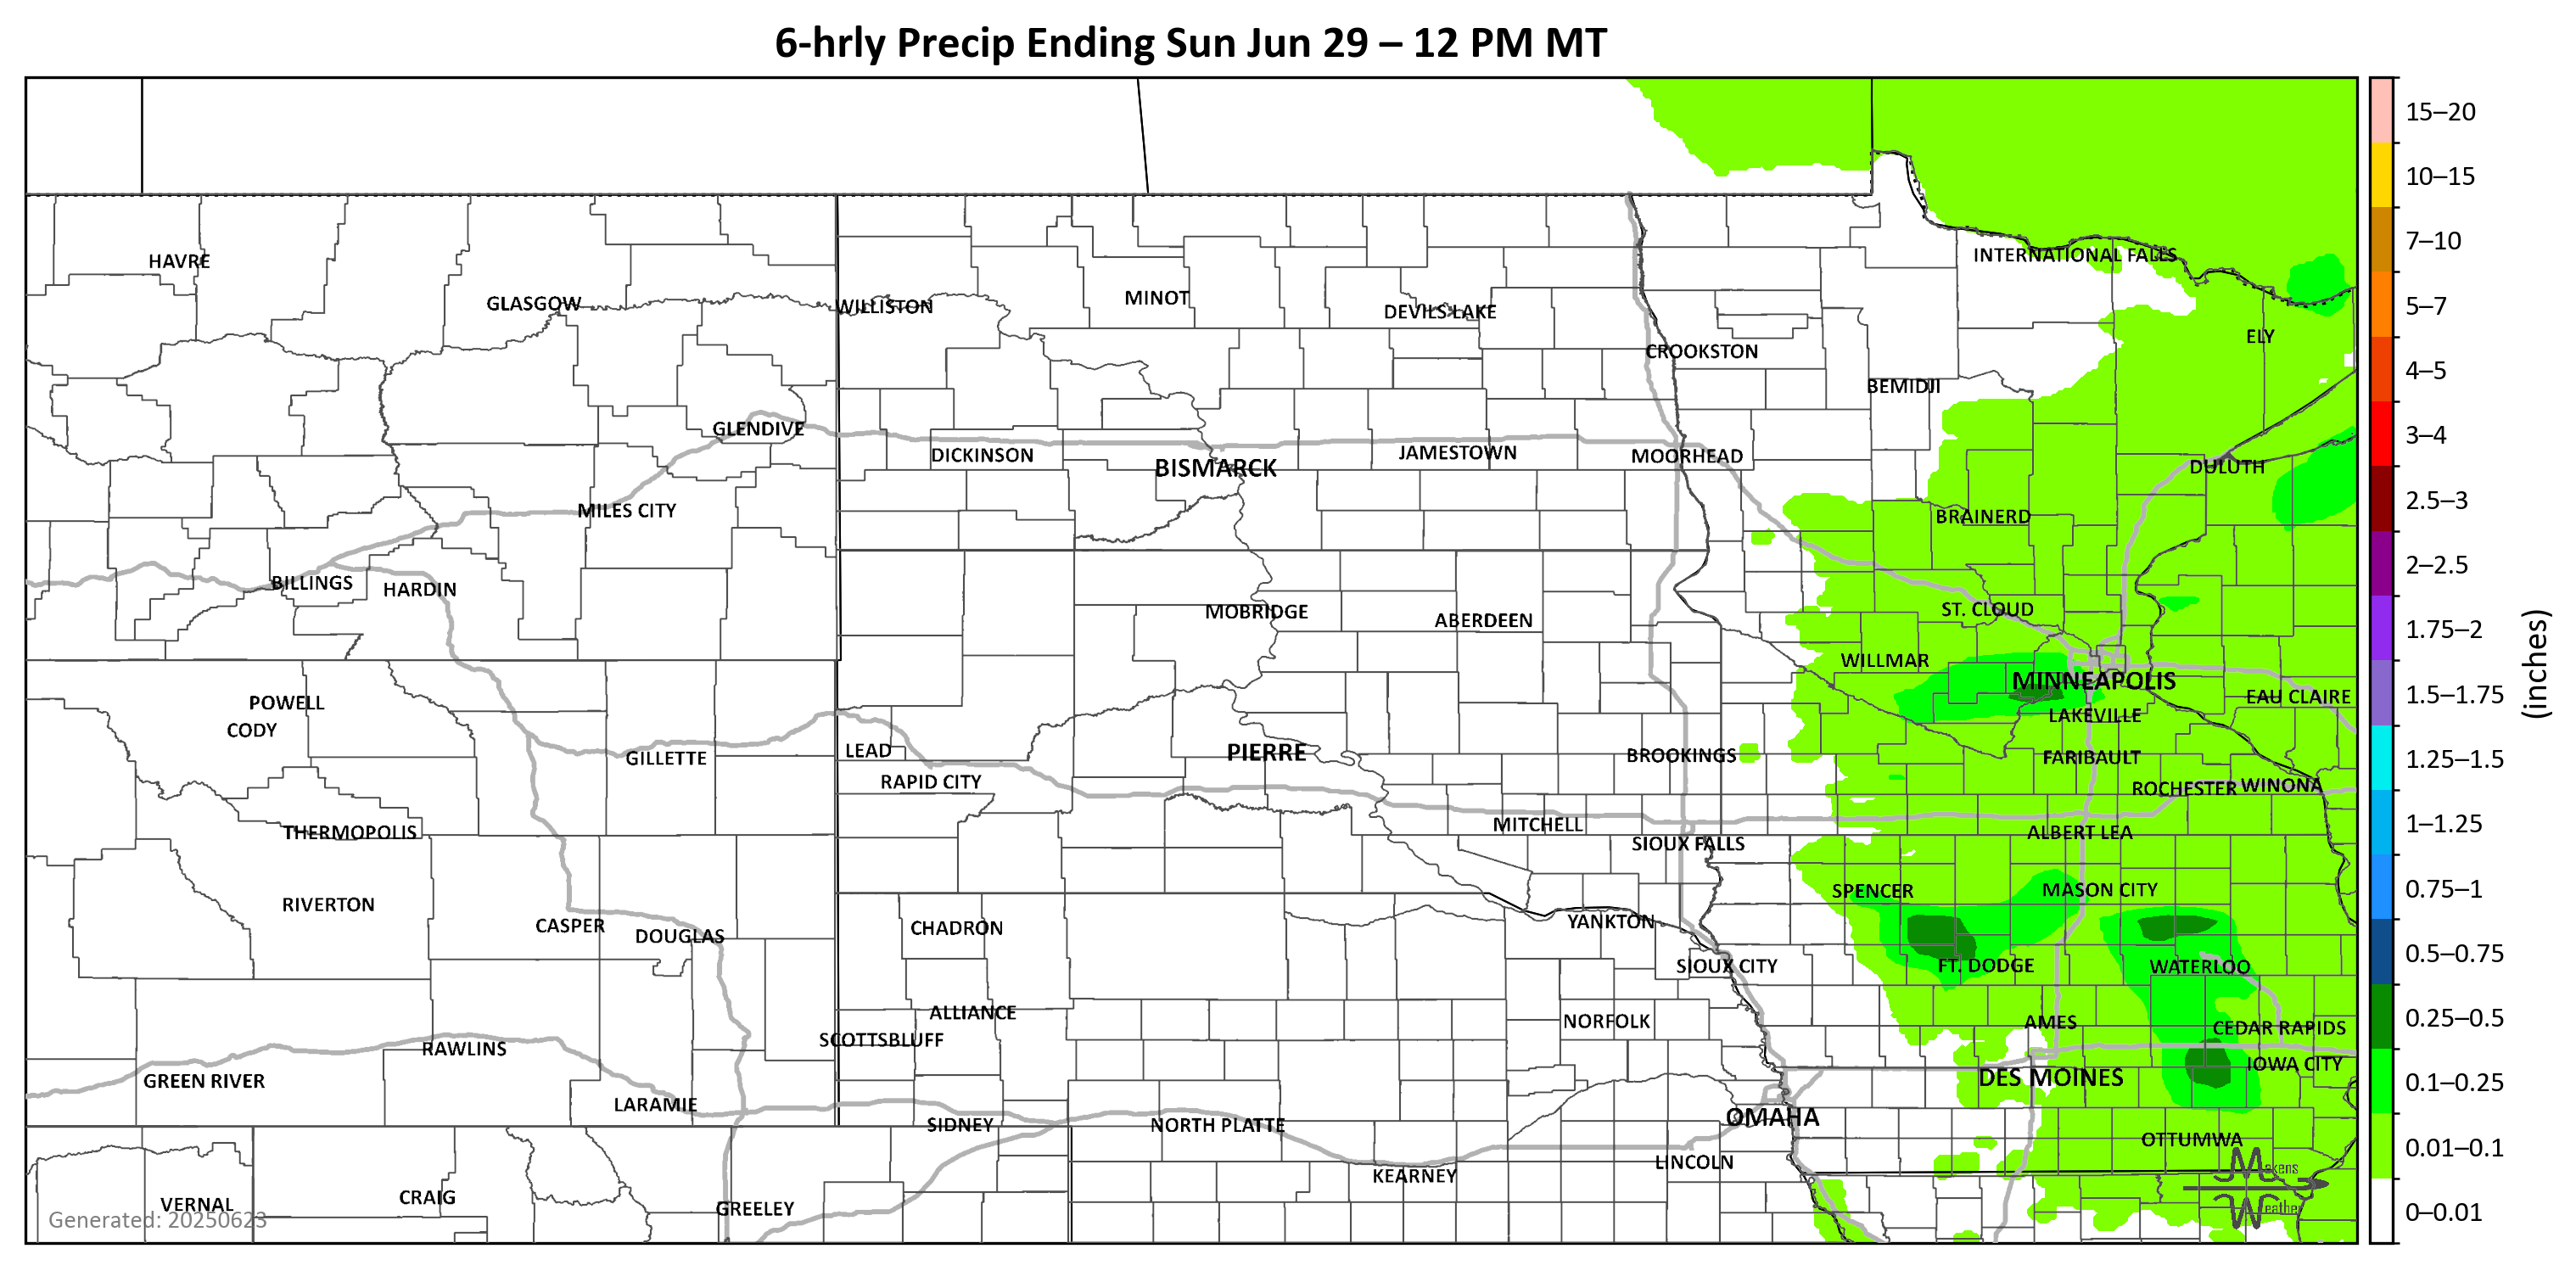 6-hrly Precip Ending Sun Jun 29 – 12 PM MT
15–20
10–15
7–10
5–7
4–5
3–4
2.5–3
2–2.5
1.75–2
1.5–1.75
1.25–1.5
1–1.25
0.75–1
0.5–0.75
0.25–0.5
0.1–0.25
0.01–0.1
0–0.01
(inches)
HAVRE
INTERNATIONAL FALLS
GLASGOW
WILLISTON
MINOT
DEVILS LAKE
ELY
CROOKSTON
BEMIDJI
GLENDIVE
DICKINSON
BISMARCK
JAMESTOWN
MOORHEAD
DULUTH
MILES CITY
BRAINERD
BILLINGS
HARDIN
MOBRIDGE
ABERDEEN
ST. CLOUD
WILLMAR
MINNEAPOLIS
EAU CLAIRE
POWELL
CODY
LAKEVILLE
GILLETTE
LEAD
RAPID CITY
PIERRE
BROOKINGS
FARIBAULT
ROCHESTER
WINONA
THERMOPOLIS
MITCHELL
SIOUX FALLS
ALBERT LEA
RIVERTON
SPENCER
MASON CITY
CASPER
DOUGLAS
CHADRON
YANKTON
SIOUX CITY
FT. DODGE
WATERLOO
ALLIANCE
SCOTTSBLUFF
NORFOLK
AMES
CEDAR RAPIDS
RAWLINS
GREEN RIVER
IOWA CITY
DES MOINES
LARAMIE
SIDNEY
NORTH PLATTE
OMAHA
OTTUMWA
LINCOLN
KEARNEY
VERNAL
CRAIG
GREELEY
Generated: 20250623
Makens
Weather